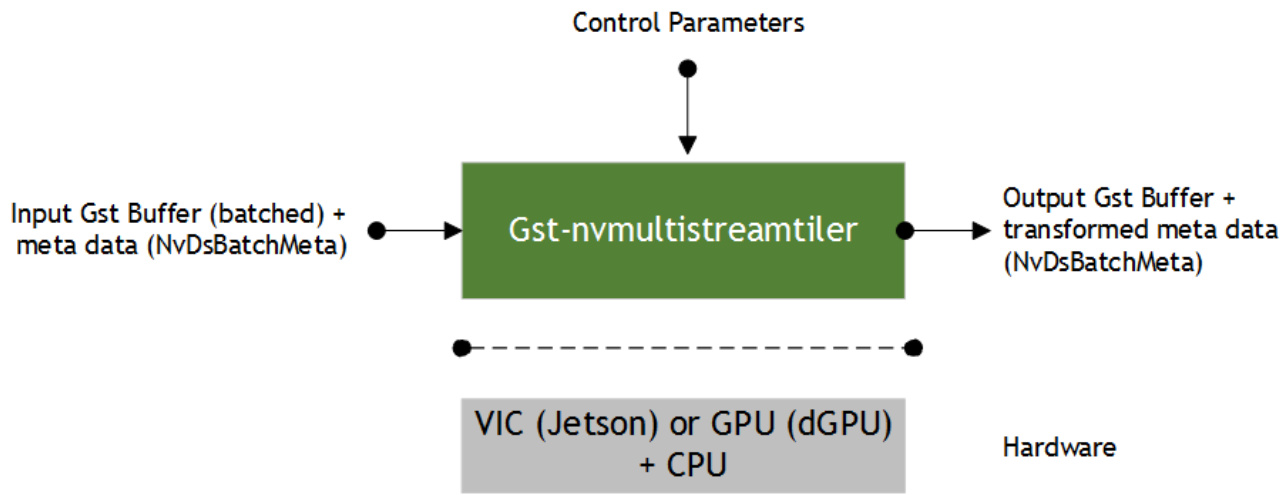 Control Parameters
Input Gst Buffer (batched) +
meta data (NvDsBatchMeta)
Gst-nvmultistreamtiler
Output Gst Buffer +
transformed meta data
(NvDsBatchMeta)
VIC (Jetson) or GPU (dGPU)
+ CPU
Hardware